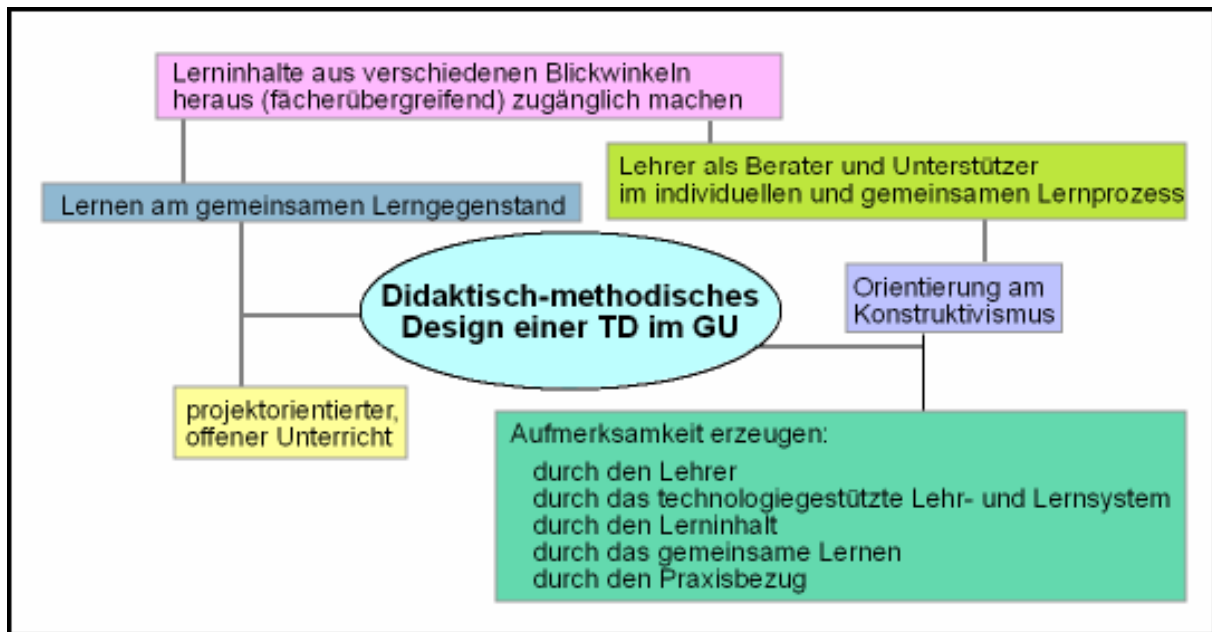 Lerninhalte aus verschiedenen Blickwinkeln
heraus (fächerübergreifend) zugänglich machen
Lehrer als Berater und Unterstützer
im individuellen und gemeinsamen Lernprozess
Lernen am gemeinsamen Lerngegenstand
Didaktisch-methodisches
Design einer TD im GU
Orientierung am
Konstruktivismus
projektorientierter,
offener Unterricht
Aufmerksamkeit erzeugen:
durch den Lehrer
durch das technologiegestützte Lehr- und Lernsystem
durch den Lerninhalt
durch das gemeinsame Lernen
durch den Praxisbezug